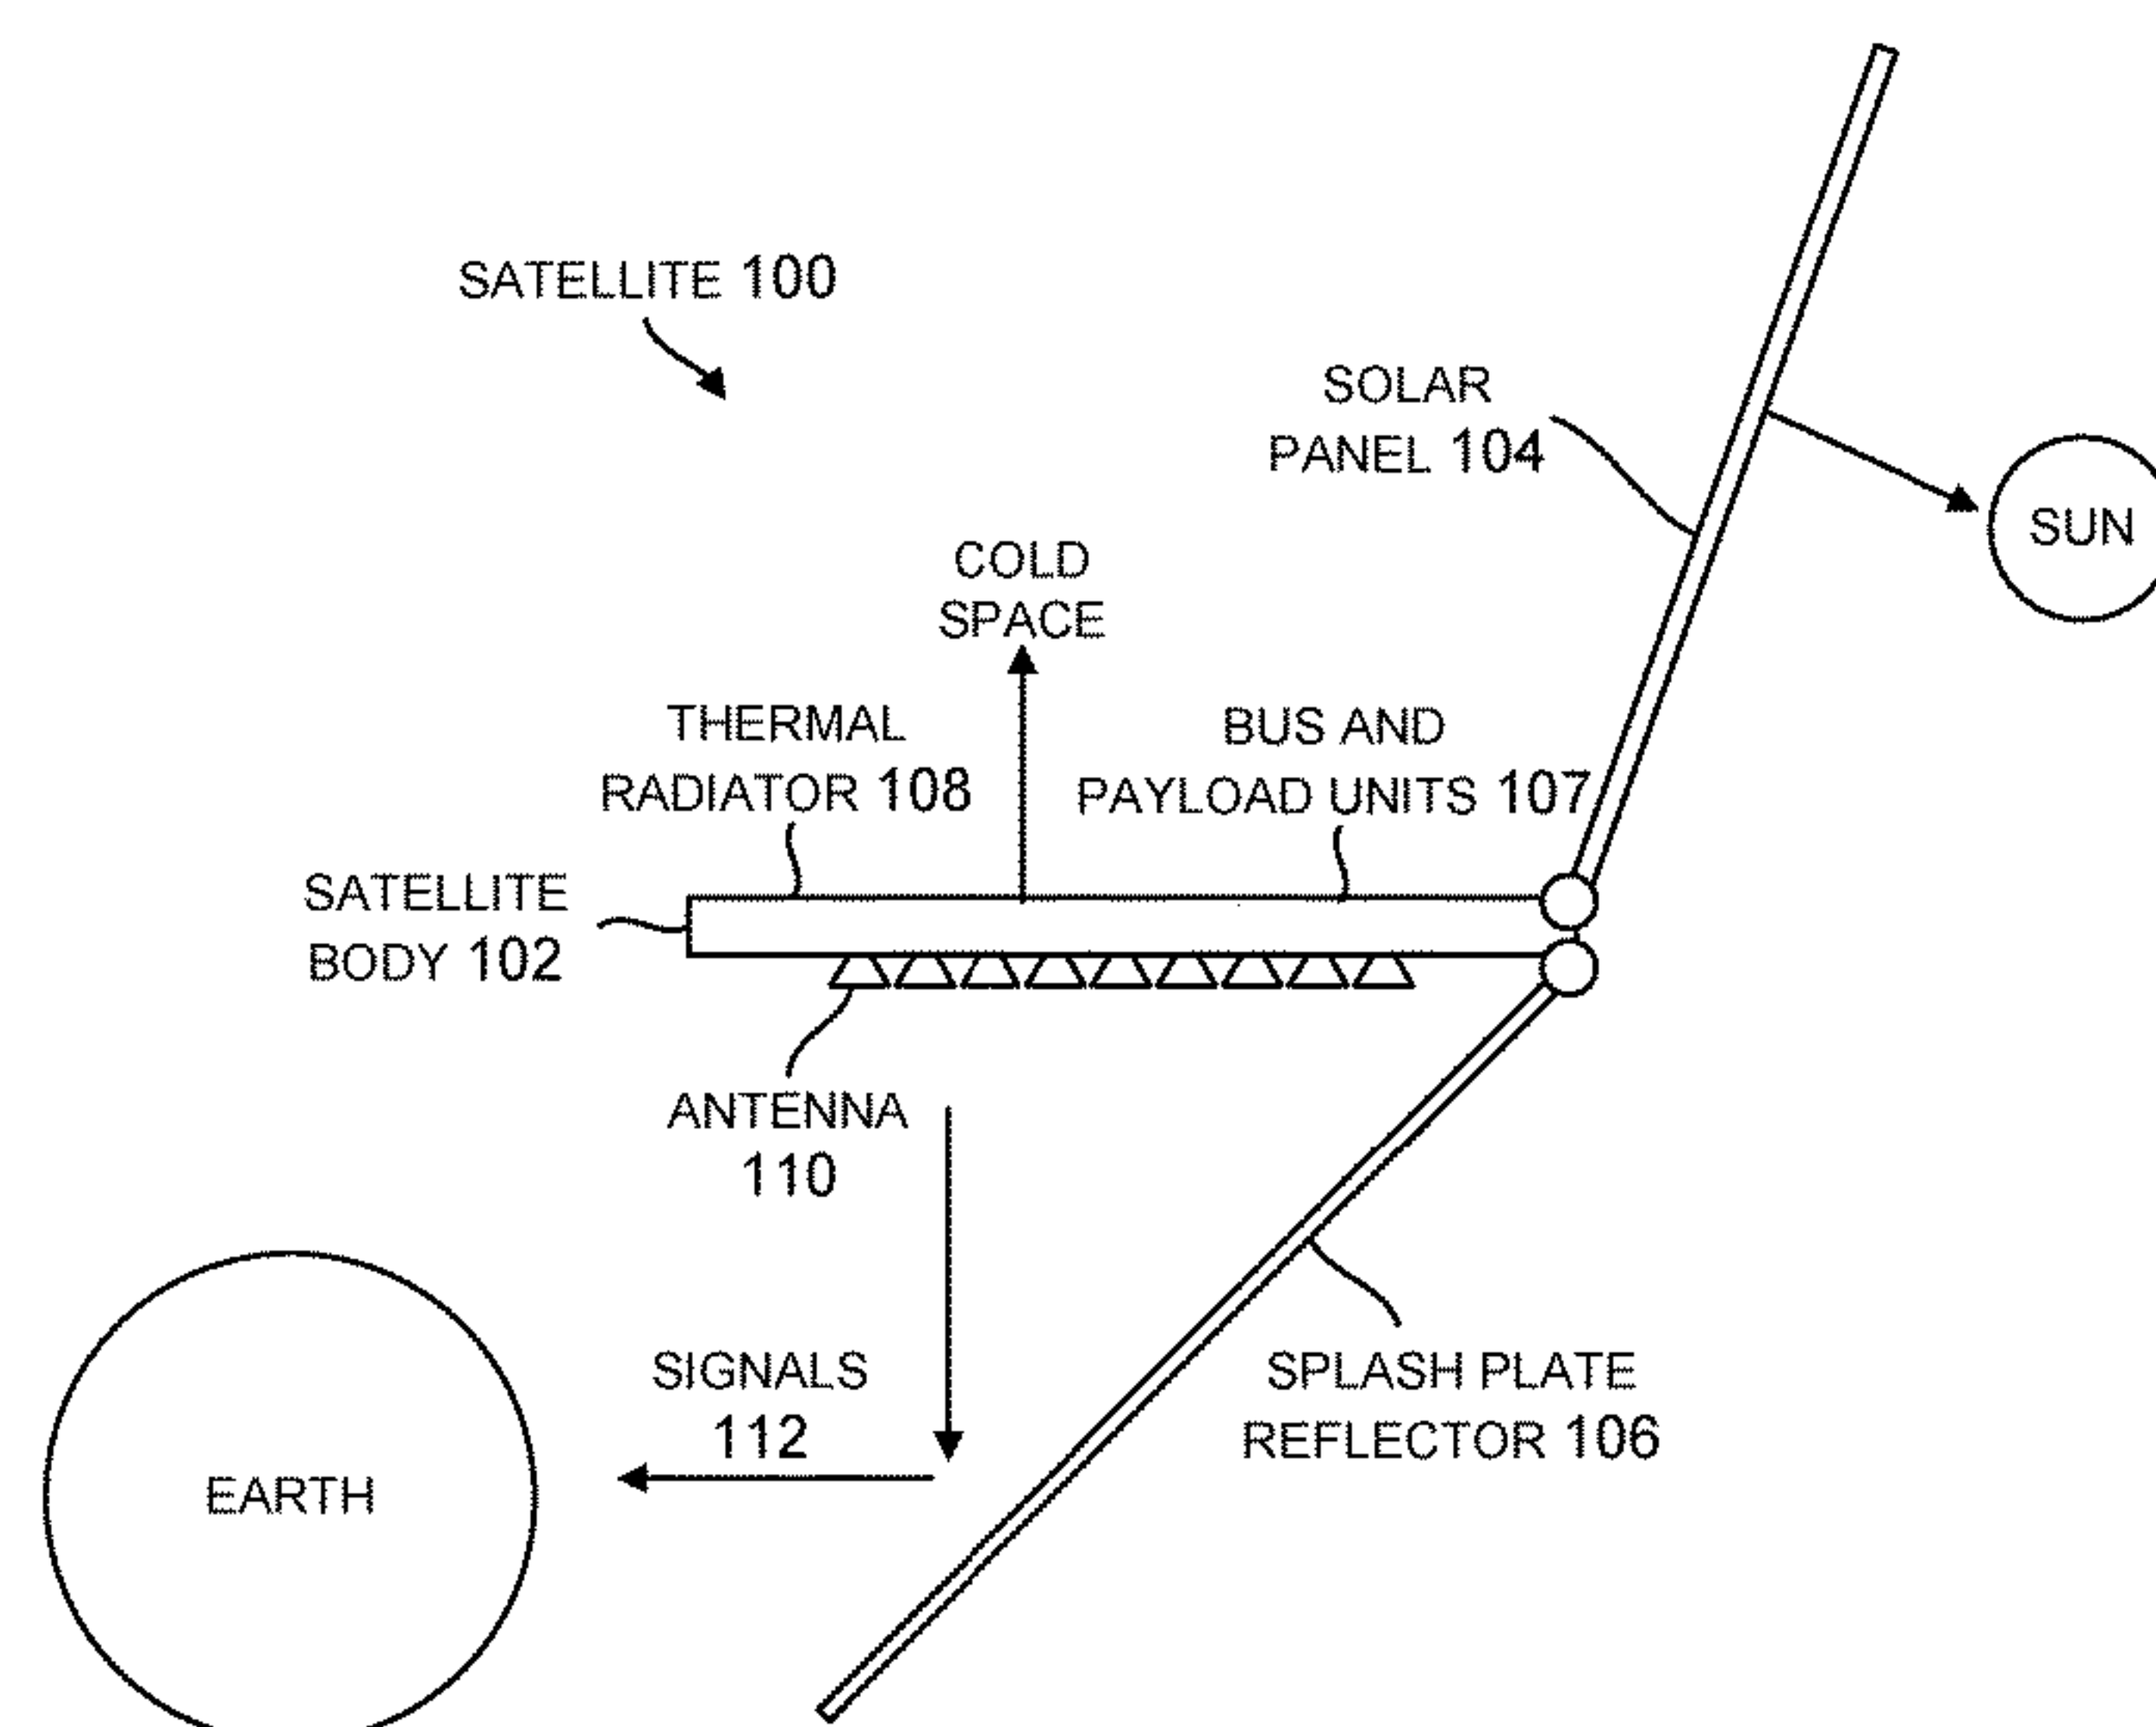 SATELLITE 100
SOLAR
PANEL 104
SUN
COLD
SPACE
THERMAL
RADIATOR 108
BUS AND
PAYLOAD UNITS 107
SATELLITE
BODY 102
ANTENNA
110
SIGNALS
112
SPLASH PLATE
REFLECTOR 106
EARTH